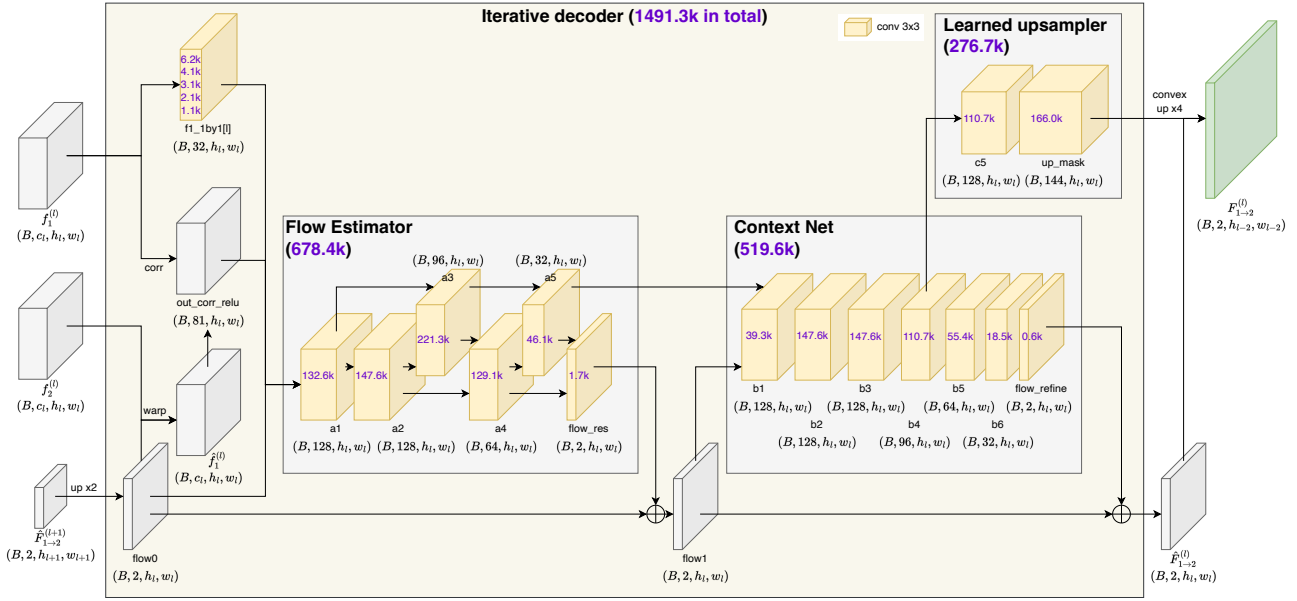 Iterative decoder (1491.3k in total)
conv 3x3
Learned upsampler
(276.7k)
6.2k
4.1k
3.1k
2.1k
1.1k
f1_1by1[l]
(B, 32, h_l, w_l)
110.7k
166.0k
c5
up_mask
(B, 128, h_l, w_l)
(B, 144, h_l, w_l)
convex
up x4
F_{1→2}^{(l)}
(B, 2, h_{l-2}, w_{l-2})
f_1^{(l)}
(B, c_l, h_l, w_l)
corr
out_corr_relu
(B, 81, h_l, w_l)
f_2^{(l)}
(B, c_l, h_l, w_l)
warp
f̂_1^{(l)}
(B, c_l, h_l, w_l)
up x2
F̂_{1→2}^{(l+1)}
(B, 2, h_{l+1}, w_{l+1})
flow0
(B, 2, h_l, w_l)
Flow Estimator
(678.4k)
(B, 96, h_l, w_l)
a3
(B, 32, h_l, w_l)
a5
221.3k
46.1k
132.6k
147.6k
129.1k
1.7k
a1
a2
a4
flow_res
(B, 128, h_l, w_l)
(B, 128, h_l, w_l)
(B, 64, h_l, w_l)
(B, 2, h_l, w_l)
flow1
(B, 2, h_l, w_l)
Context Net
(519.6k)
39.3k
147.6k
147.6k
110.7k
55.4k
18.5k
0.6k
b1
b3
b5
flow_refine
(B, 128, h_l, w_l)
(B, 128, h_l, w_l)
(B, 64, h_l, w_l)
(B, 2, h_l, w_l)
b2
b4
b6
(B, 128, h_l, w_l)
(B, 96, h_l, w_l)
(B, 32, h_l, w_l)
F̂_{1→2}^{(l)}
(B, 2, h_l, w_l)